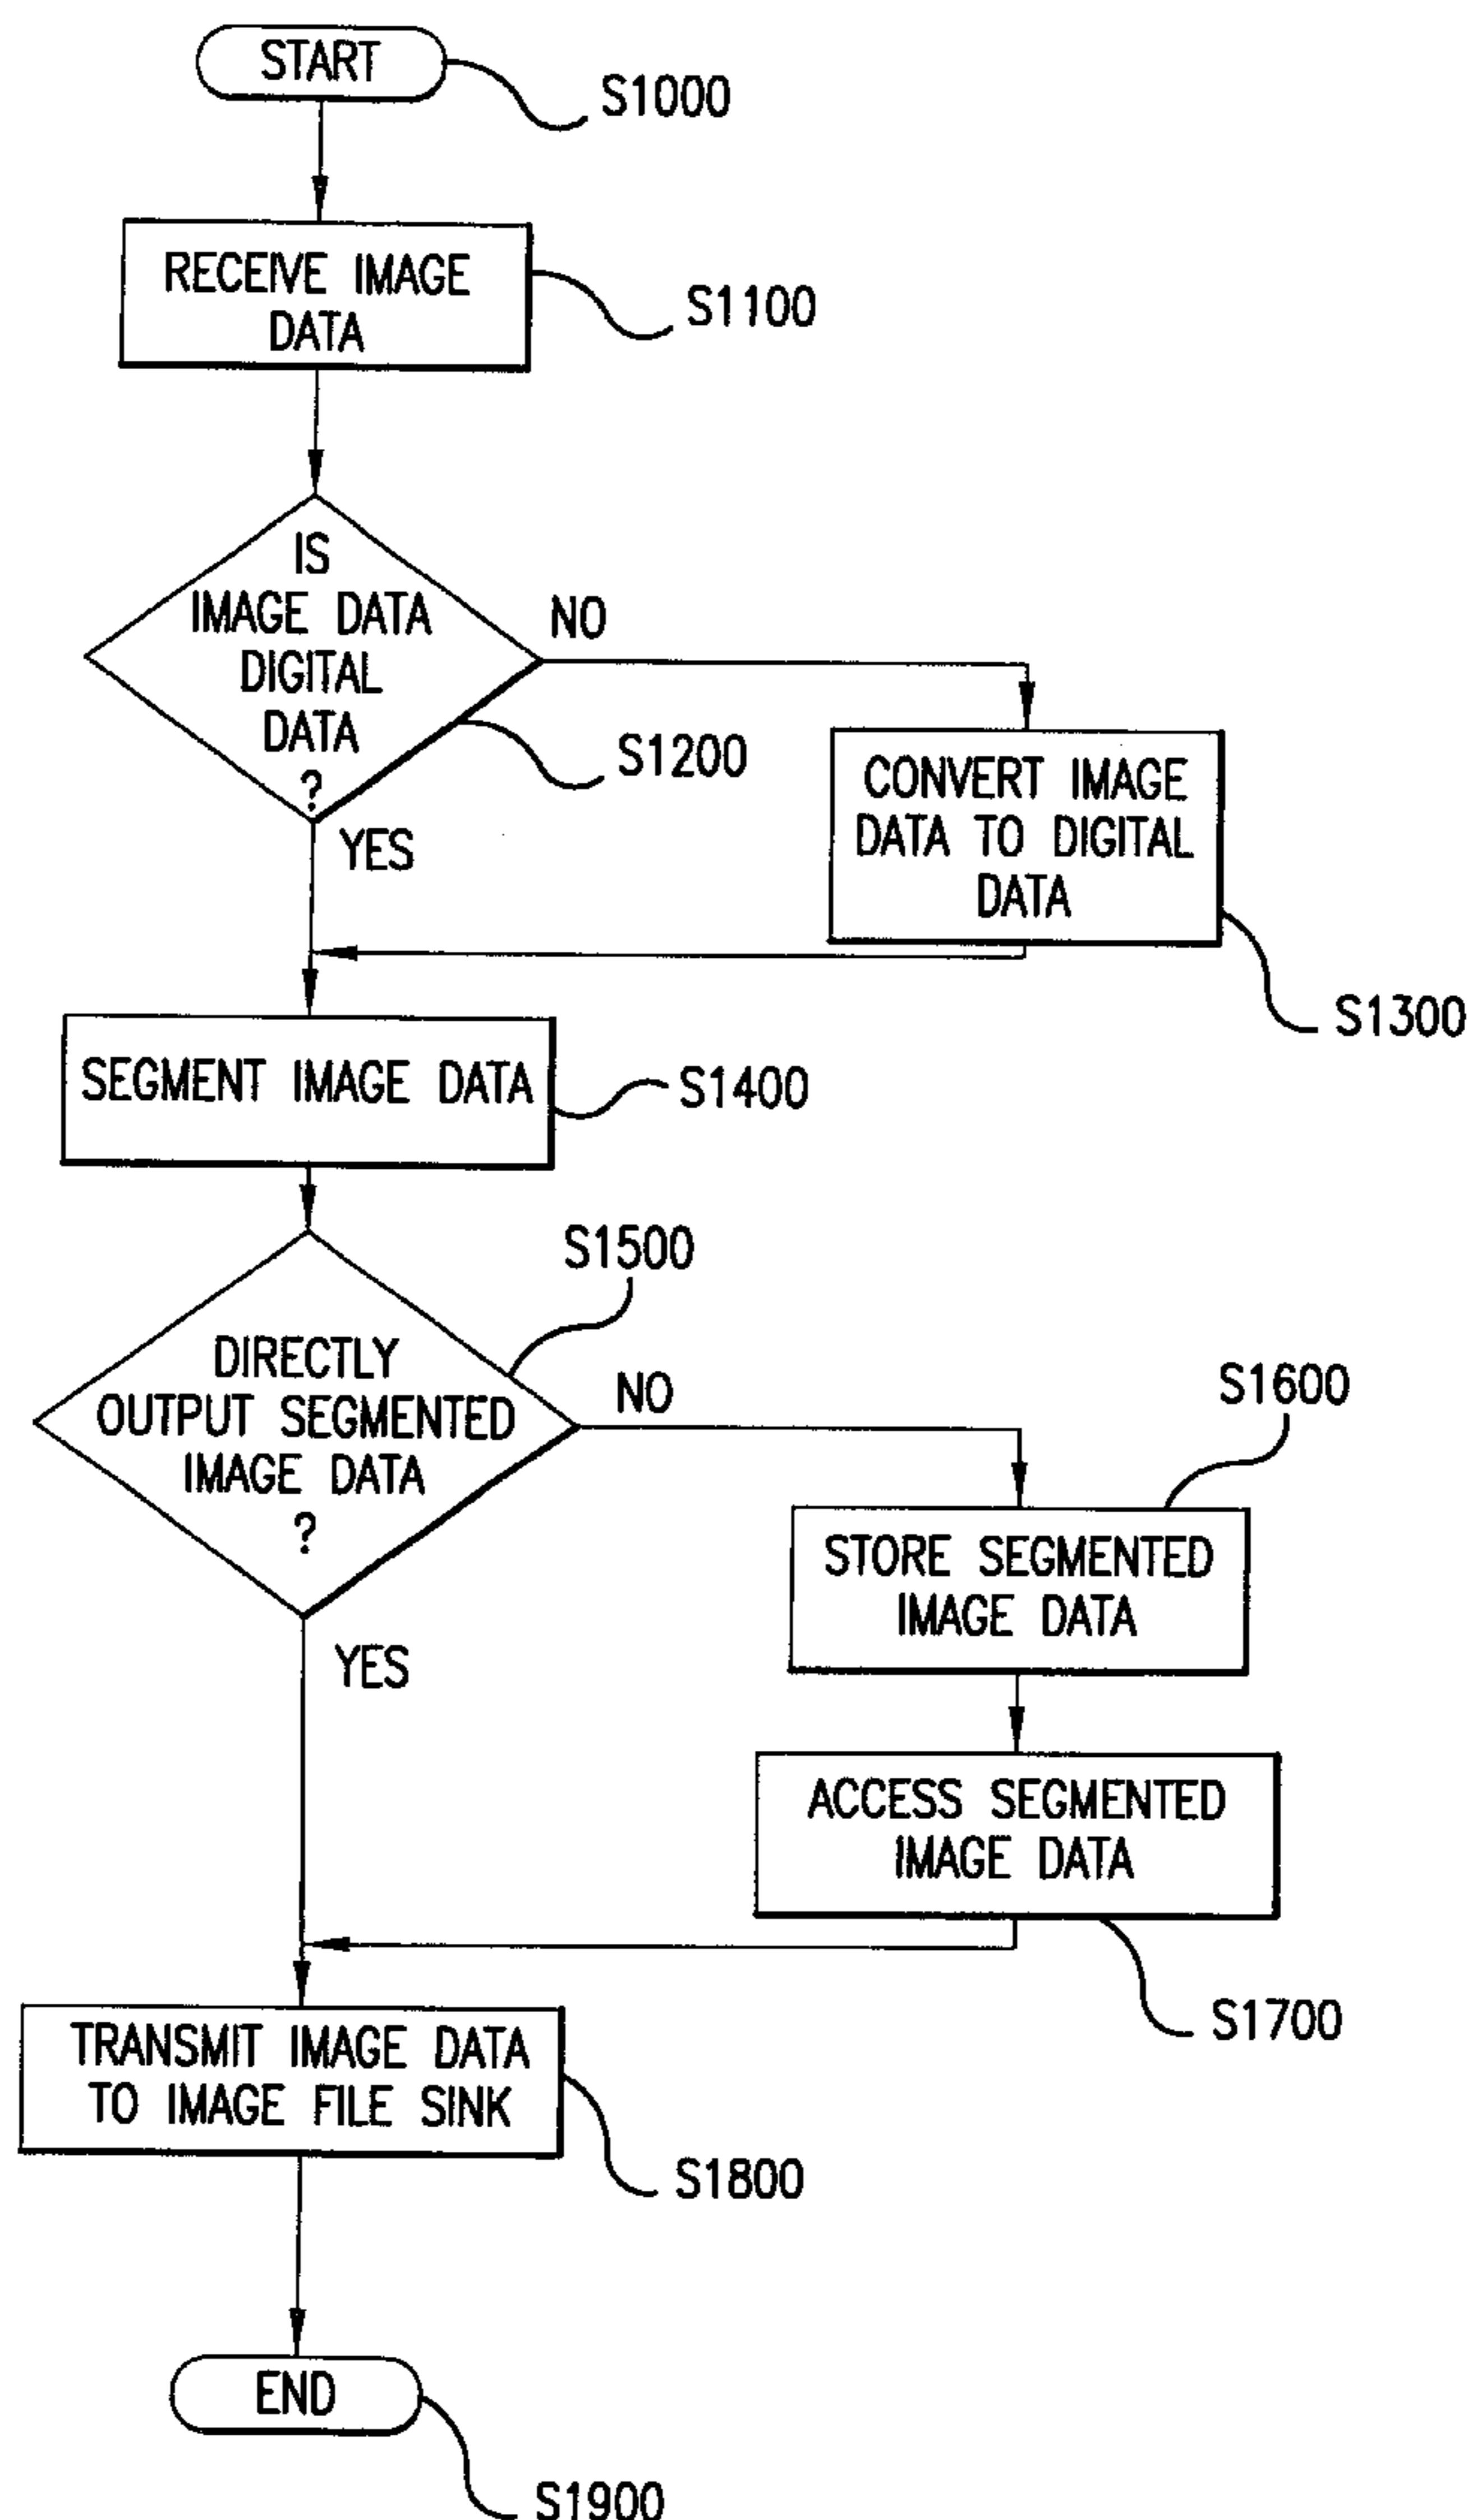 START
S1000
RECEIVE IMAGE
DATA
S1100
IS
IMAGE DATA
DIGITAL
DATA
?
NO
S1200
YES
CONVERT IMAGE
DATA TO DIGITAL
DATA
S1300
SEGMENT IMAGE DATA
S1400
S1500
DIRECTLY
OUTPUT SEGMENTED
IMAGE DATA
?
NO
YES
S1600
STORE SEGMENTED
IMAGE DATA
ACCESS SEGMENTED
IMAGE DATA
S1700
TRANSMIT IMAGE DATA
TO IMAGE FILE SINK
S1800
END
S1900